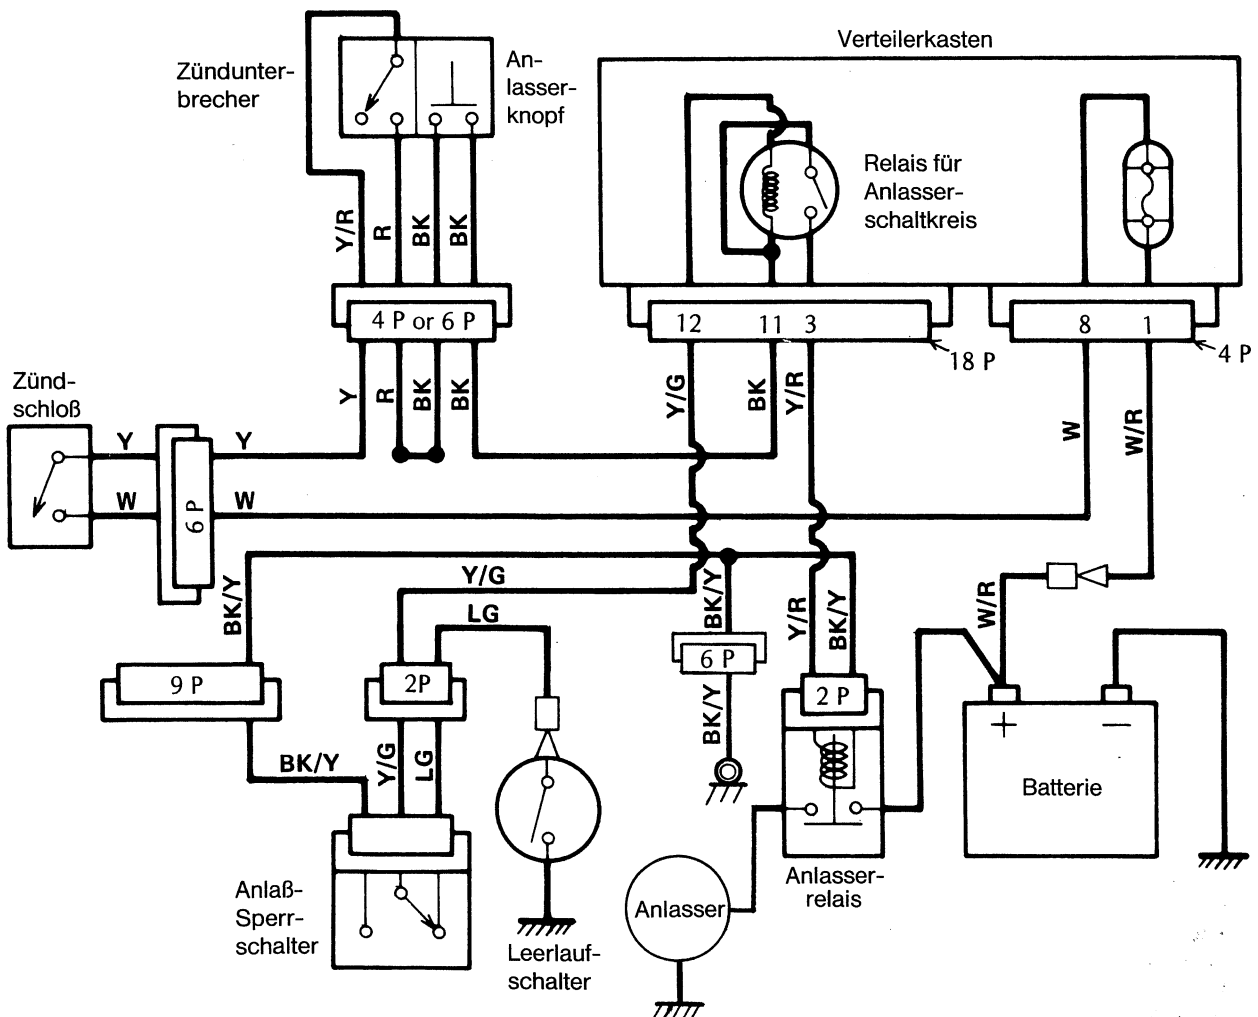 Verteilerkasten
Zündunter-
brecher
An-
lasser-
knopf
Relais für
Anlasser-
schaltkreis
Y/R
R
BK
BK
4 P or 6 P
12
11
3
8
1
18 P
4 P
Zünd-
schloß
Y
R
BK
BK
Y/G
BK
Y/R
W
W/R
Y
Y
W
W
6 P
BK/Y
Y/G
LG
BK/Y
Y/R
BK/Y
W/R
9 P
2P
6 P
2 P
BK/Y
BK/Y
Y/G
LG
+
−
Batterie
Anlasser-
relais
Anlaß-
Sperr-
schalter
Leerlauf-
schalter
Anlasser